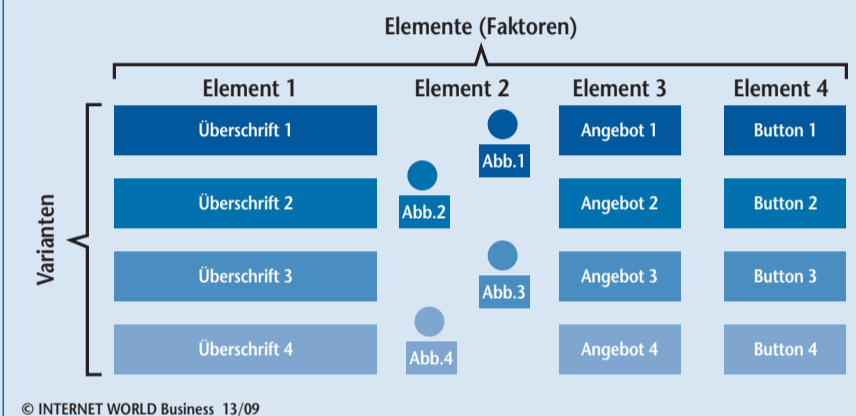 Elemente (Faktoren)
Element 1 Element 2 Element 3 Element 4
Varianten
Überschrift 1 Abb.1 Angebot 1 Button 1
Überschrift 2 Abb.2 Angebot 2 Button 2
Überschrift 3 Abb.3 Angebot 3 Button 3
Überschrift 4 Abb.4 Angebot 4 Button 4
© INTERNET WORLD Business 13/09